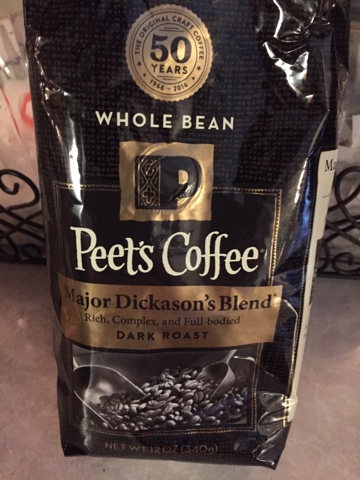 THE ORIGINAL CRAFT COFFEE
50
YEARS
1966 - 2016
WHOLE BEAN
Peet's Coffee
Major Dickason's Blend
Rich, Complex, and Full-bodied
DARK ROAST
NET WT 12 OZ (340g)
Ma